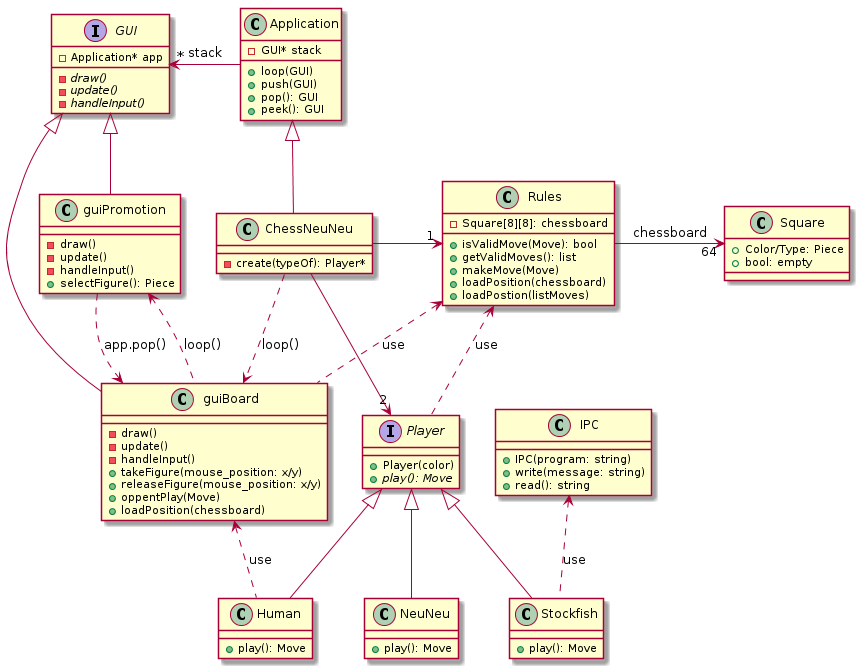 I GUI
Application* app
draw()
update()
handleInput()
* stack
C Application
GUI* stack
loop(GUI)
push(GUI)
pop(): GUI
peek(): GUI
C guiPromotion
draw()
update()
handleInput()
selectFigure(): Piece
C ChessNeuNeu
create(typeOf): Player*
1
C Rules
Square[8][8]: chessboard
isValidMove(Move): bool
getValidMoves(): list
makeMove(Move)
loadPosition(chessboard)
loadPostion(listMoves)
chessboard
64
C Square
Color/Type: Piece
bool: empty
app.pop()
loop()
loop()
use
use
2
C guiBoard
draw()
update()
handleInput()
takeFigure(mouse_position: x/y)
releaseFigure(mouse_position: x/y)
oppentPlay(Move)
loadPosition(chessboard)
I Player
Player(color)
play(): Move
C IPC
IPC(program: string)
write(message: string)
read(): string
use
use
C Human
play(): Move
C NeuNeu
play(): Move
C Stockfish
play(): Move